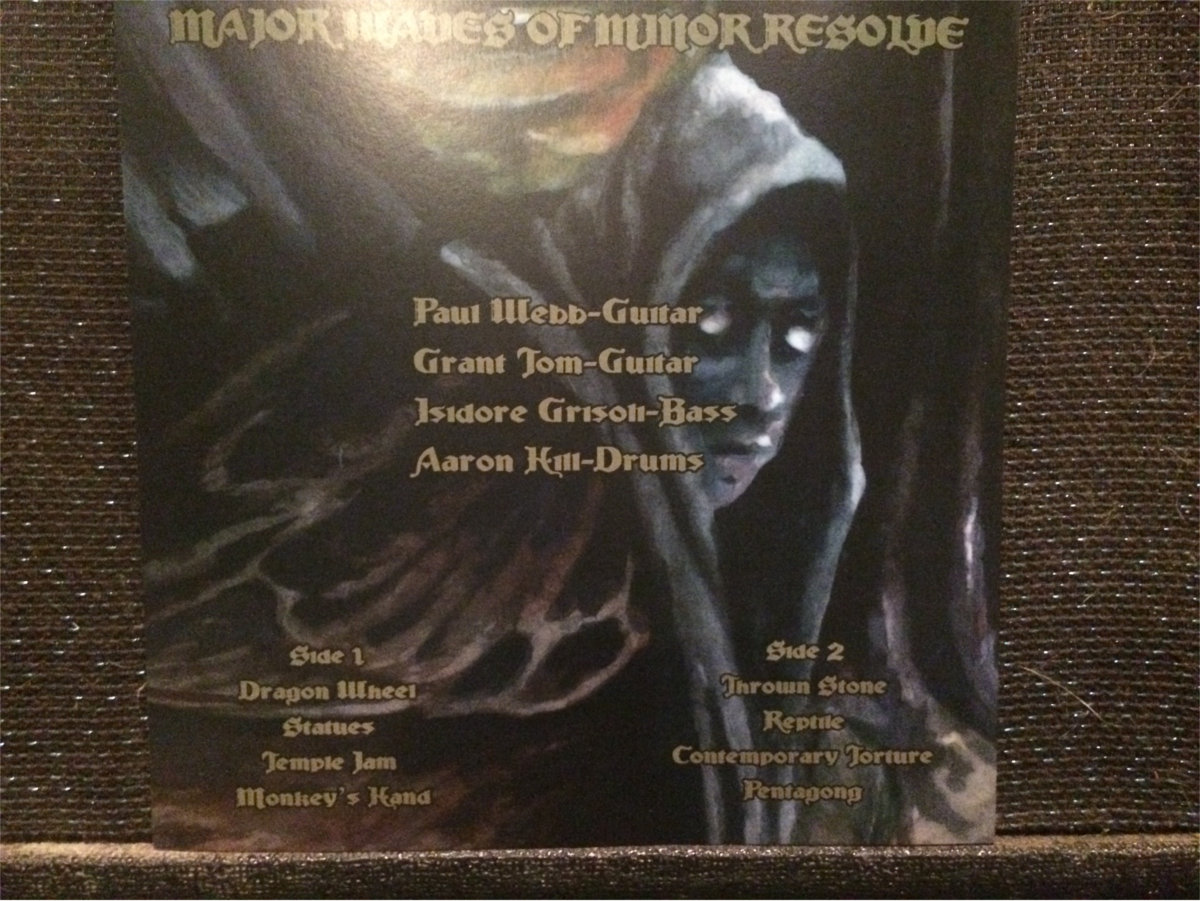 MAJOR WAVES OF MINOR RESOLVE
Paul Webb-Guitar
Grant Tom-Guitar
Isidore Grisoli-Bass
Aaron Hill-Drums
Side 1
Dragon Wheel
Statues
Temple Jam
Monkey's Hand
Side 2
Thrown Stone
Reptile
Contemporary Torture
Pentagong